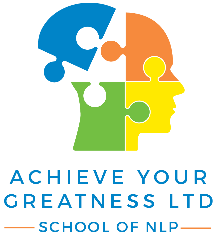 ACHIEVE YOUR
GREATNESS LTD
SCHOOL OF NLP